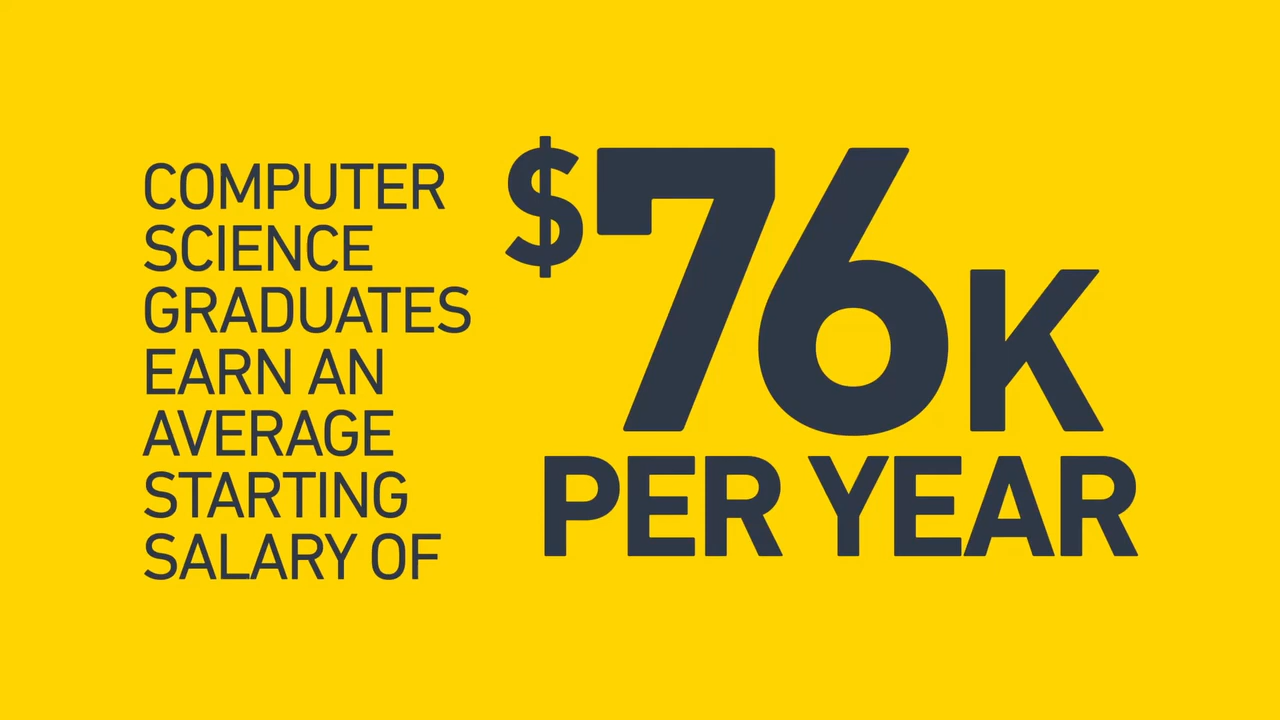 COMPUTER
SCIENCE
GRADUATES
EARN AN
AVERAGE
STARTING
SALARY OF
$76K
PER YEAR